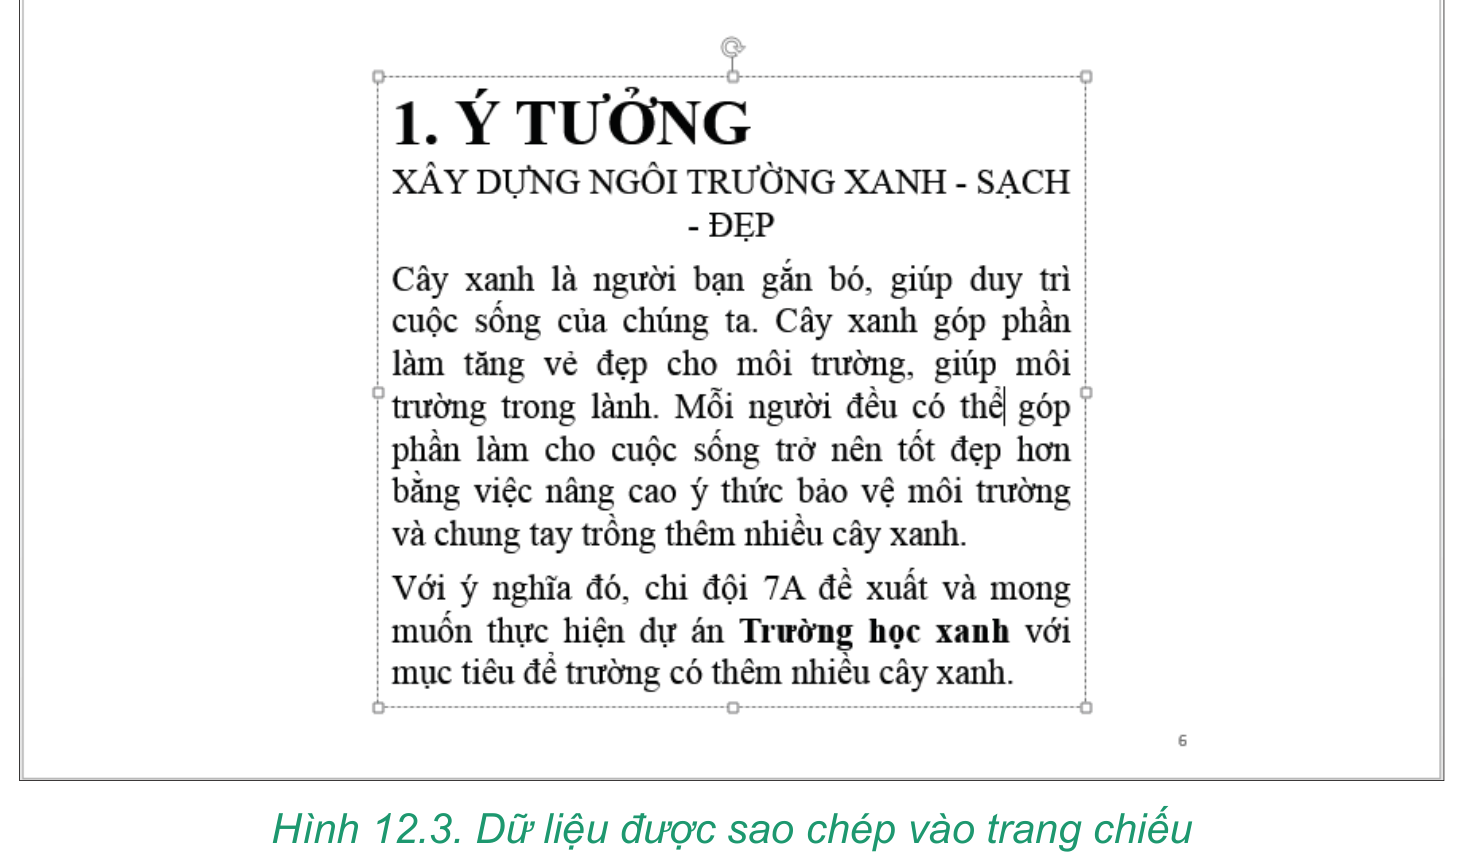 1. Ý TƯỞNG
XÂY DỰNG NGÔI TRƯỜNG XANH - SẠCH
- ĐẸP
Cây xanh là người bạn gắn bó, giúp duy trì
cuộc sống của chúng ta. Cây xanh góp phần
làm tăng vẻ đẹp cho môi trường, giúp môi
trường trong lành. Mỗi người đều có thể góp
phần làm cho cuộc sống trở nên tốt đẹp hơn
bằng việc nâng cao ý thức bảo vệ môi trường
và chung tay trồng thêm nhiều cây xanh.
Với ý nghĩa đó, chi đội 7A đề xuất và mong
muốn thực hiện dự án Trường học xanh với
mục tiêu để trường có thêm nhiều cây xanh.
6
Hình 12.3. Dữ liệu được sao chép vào trang chiếu